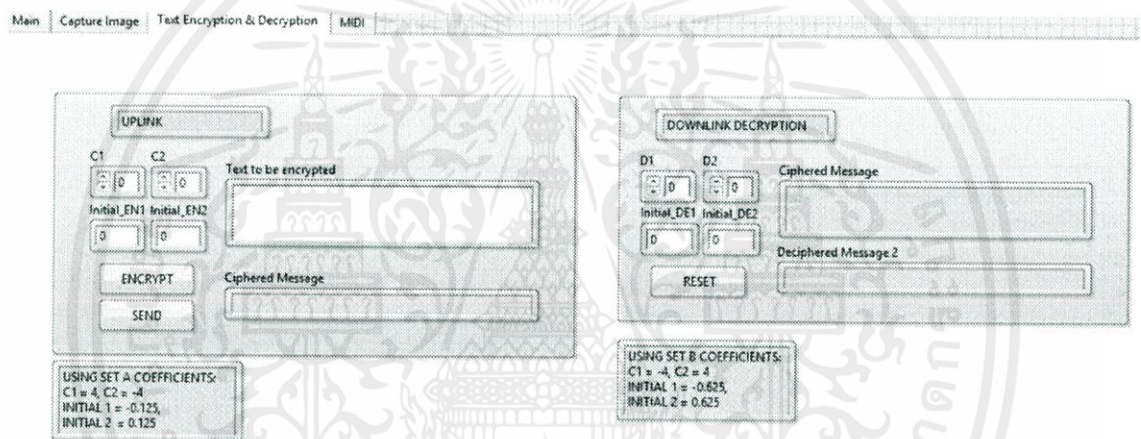 Main Capture Image Text Encryption & Decryption MIDI
UPLINK
C1 C2
0 0
Initial_EN1 Initial_EN2
0 0
ENCRYPT
SEND
Text to be encrypted
Ciphered Message
USING SET A COEFFICIENTS:
C1 = 4, C2 = -4
INITIAL 1 = -0.125,
INITIAL 2 = 0.125
DOWNLINK DECRYPTION
D1 D2
0 0
Initial_DE1 Initial_DE2
0 0
RESET
Ciphered Message
Deciphered Message 2
USING SET B COEFFICIENTS:
C1 = -4, C2 = 4
INITIAL 1 = -0.625,
INITIAL 2 = 0.625